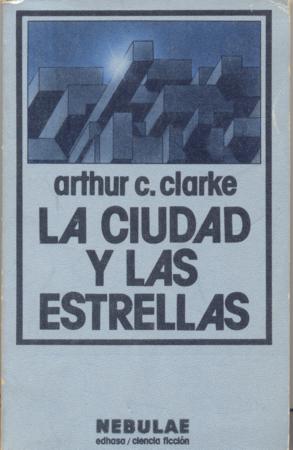 arthur c. clarke
LA CIUDAD
Y LAS
ESTRELLAS
NEBULAE
edhasa / ciencia ficción